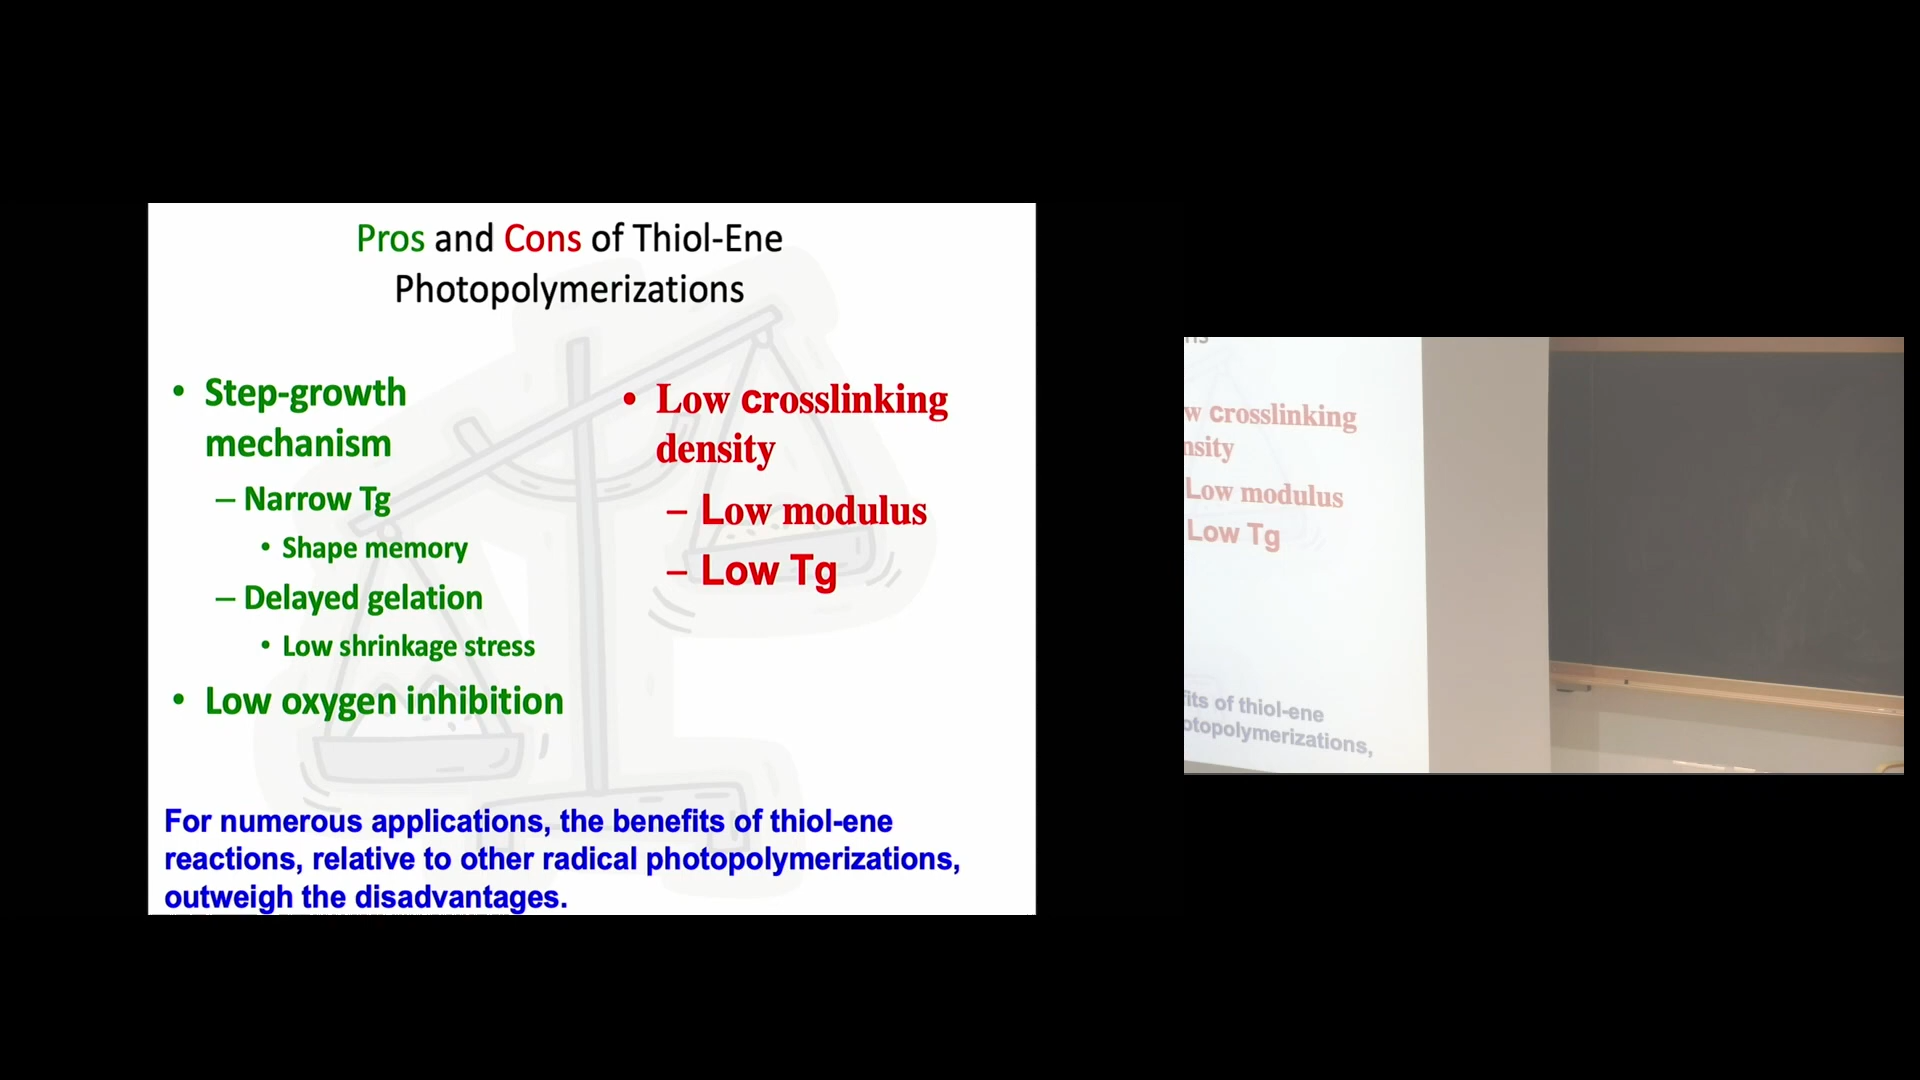 Pros and Cons of Thiol-Ene
Photopolymerizations
• Step-growth
mechanism
– Narrow Tg
• Shape memory
– Delayed gelation
• Low shrinkage stress
• Low oxygen inhibition
• Low crosslinking
density
– Low modulus
– Low Tg
For numerous applications, the benefits of thiol-ene
reactions, relative to other radical photopolymerizations,
outweigh the disadvantages.
w crosslinking
nsity
Low modulus
Low Tg
fits of thiol-ene
otopolymerizations,